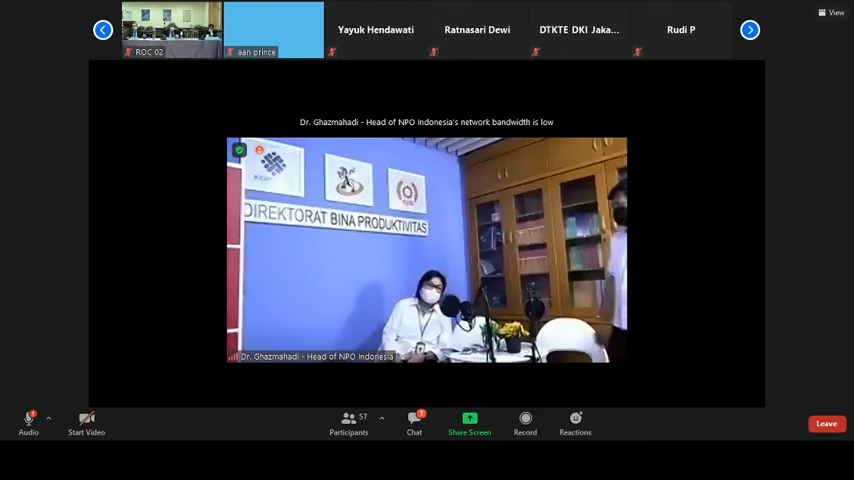 View
Yayuk Hendawati
Ratnasari Dewi
DTKTE DKI Jaka...
Rudi P
ROC 02
aan prince
Dr. Ghazmahadi - Head of NPO Indonesia's network bandwidth is low
DIREKTORAT BINA PRODUKTIVITAS
Dr. Ghazmahadi - Head of NPO Indonesia
57
1
Audio
Start Video
Participants
Chat
Share Screen
Record
Reactions
Leave